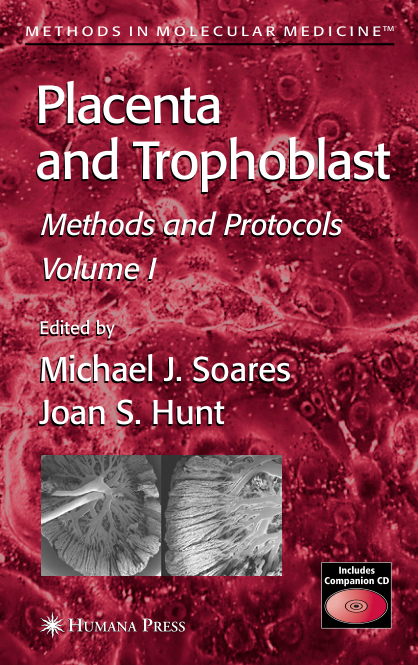 METHODS IN MOLECULAR MEDICINE™
Placenta
and Trophoblast
Methods and Protocols
Volume I
Edited by
Michael J. Soares
Joan S. Hunt
Includes
Companion CD
HUMANA PRESS